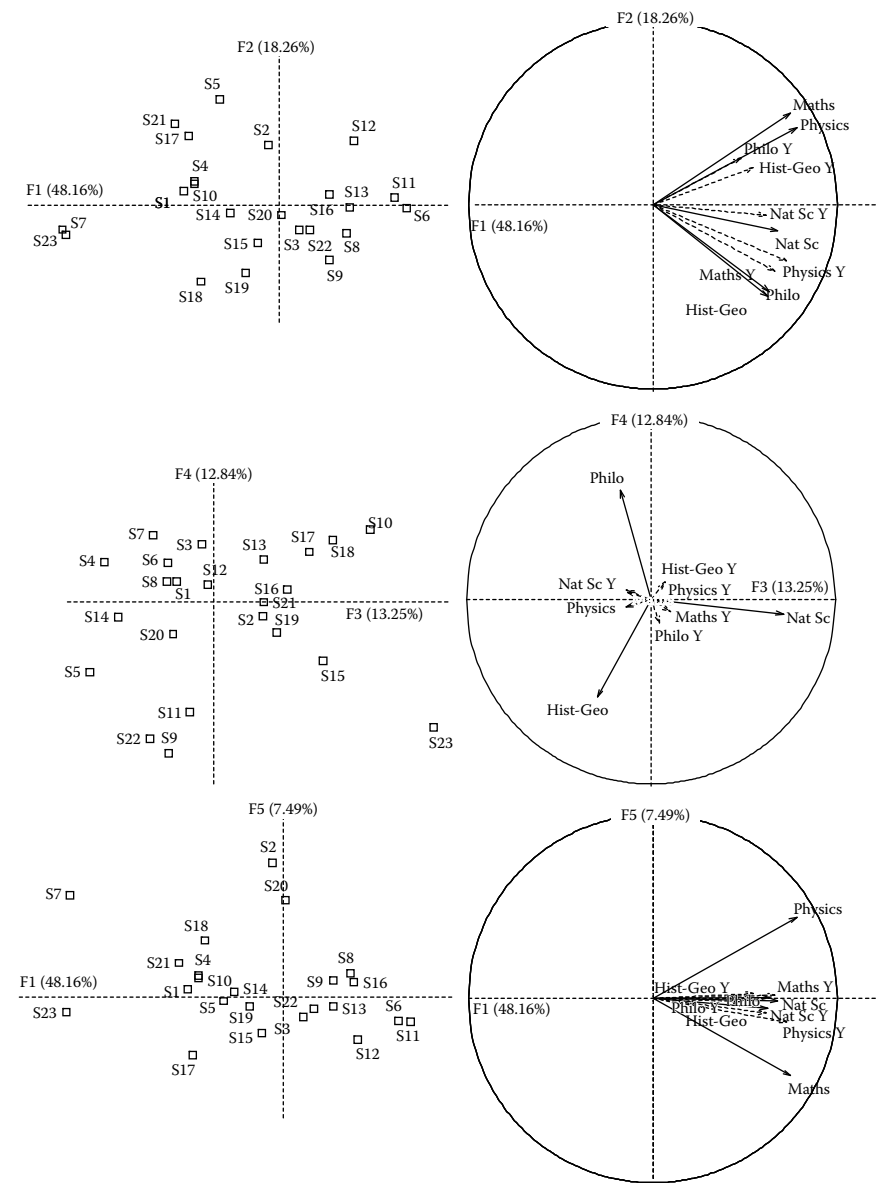 F2 (18.26%)
S5
S21
S17
S2
S12
S4
F1 (48.16%)
S1
S10
S14
S20
S16
S13
S11
S6
S7
S23
S15
S3
S22
S8
S9
S18
S19
F2 (18.26%)
Maths
Physics
Philo Y
Hist-Geo Y
F1 (48.16%)
Nat Sc Y
Nat Sc
Maths Y
Physics Y
Philo
Hist-Geo
F4 (12.84%)
S7
S3
S13
S17
S10
S18
S4
S6
S12
S8
S1
S16
S21
F3 (13.25%)
S14
S2
S19
S20
S5
S15
S11
S22
S9
S23
F4 (12.84%)
Philo
Hist-Geo Y
Nat Sc Y
Physics Y
F3 (13.25%)
Physics
Maths Y
Nat Sc
Philo Y
Hist-Geo
F5 (7.49%)
S2
S7
S20
S18
S21
S4
S8
F1 (48.16%)
S1
S10
S14
S9
S16
S23
S5
S19
S22
S13
S6
S15
S3
S11
S12
S17
F5 (7.49%)
Physics
Hist-Geo Y
Maths Y
F1 (48.16%)
Philo
Philo Y
Nat Sc
Nat Sc Y
Hist-Geo
Physics Y
Maths